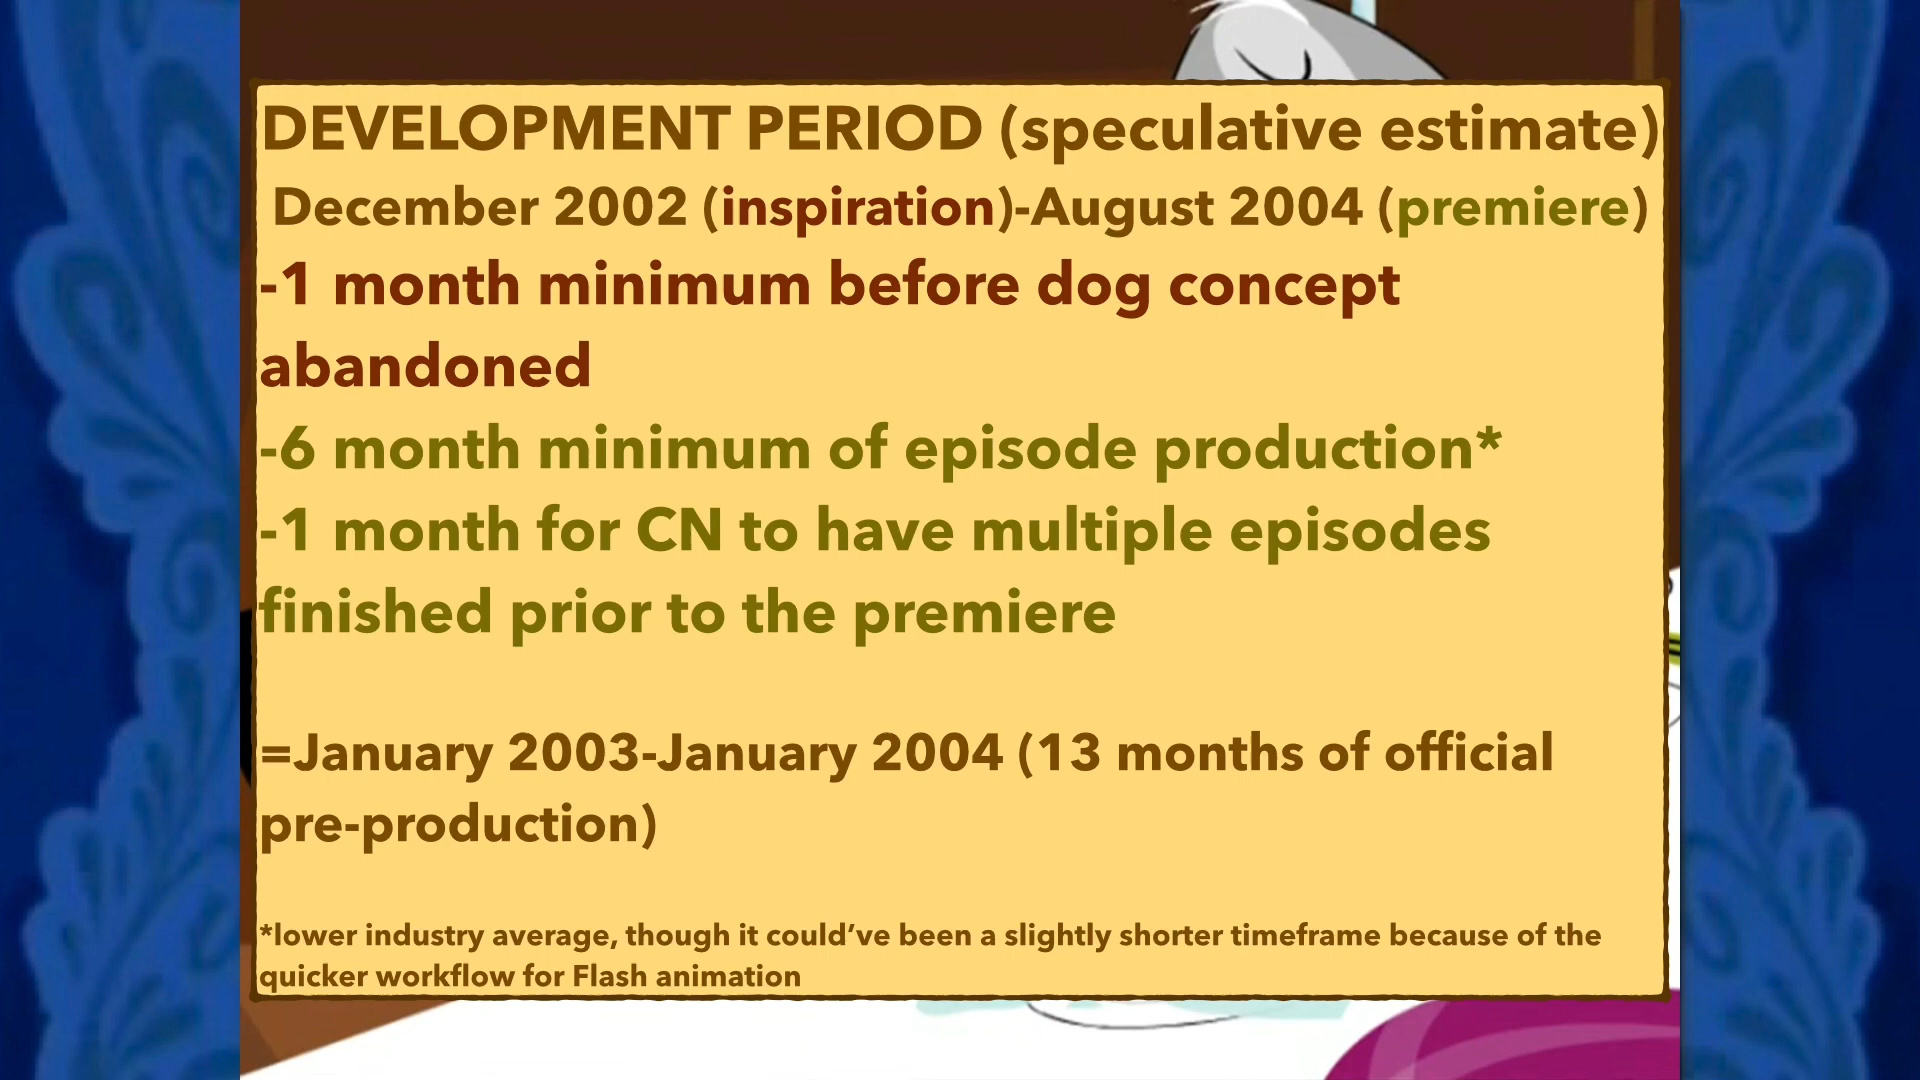 DEVELOPMENT PERIOD (speculative estimate)
December 2002 (inspiration)-August 2004 (premiere)
-1 month minimum before dog concept
abandoned
-6 month minimum of episode production*
-1 month for CN to have multiple episodes
finished prior to the premiere
=January 2003-January 2004 (13 months of official
pre-production)
*lower industry average, though it could’ve been a slightly shorter timeframe because of the
quicker workflow for Flash animation